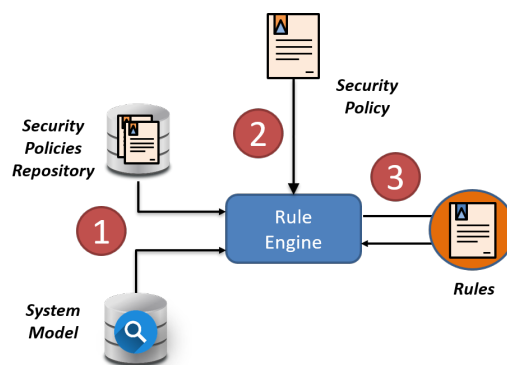 Security
Policy
2
Security
Policies
Repository
3
1
Rule
Engine
System
Model
Rules